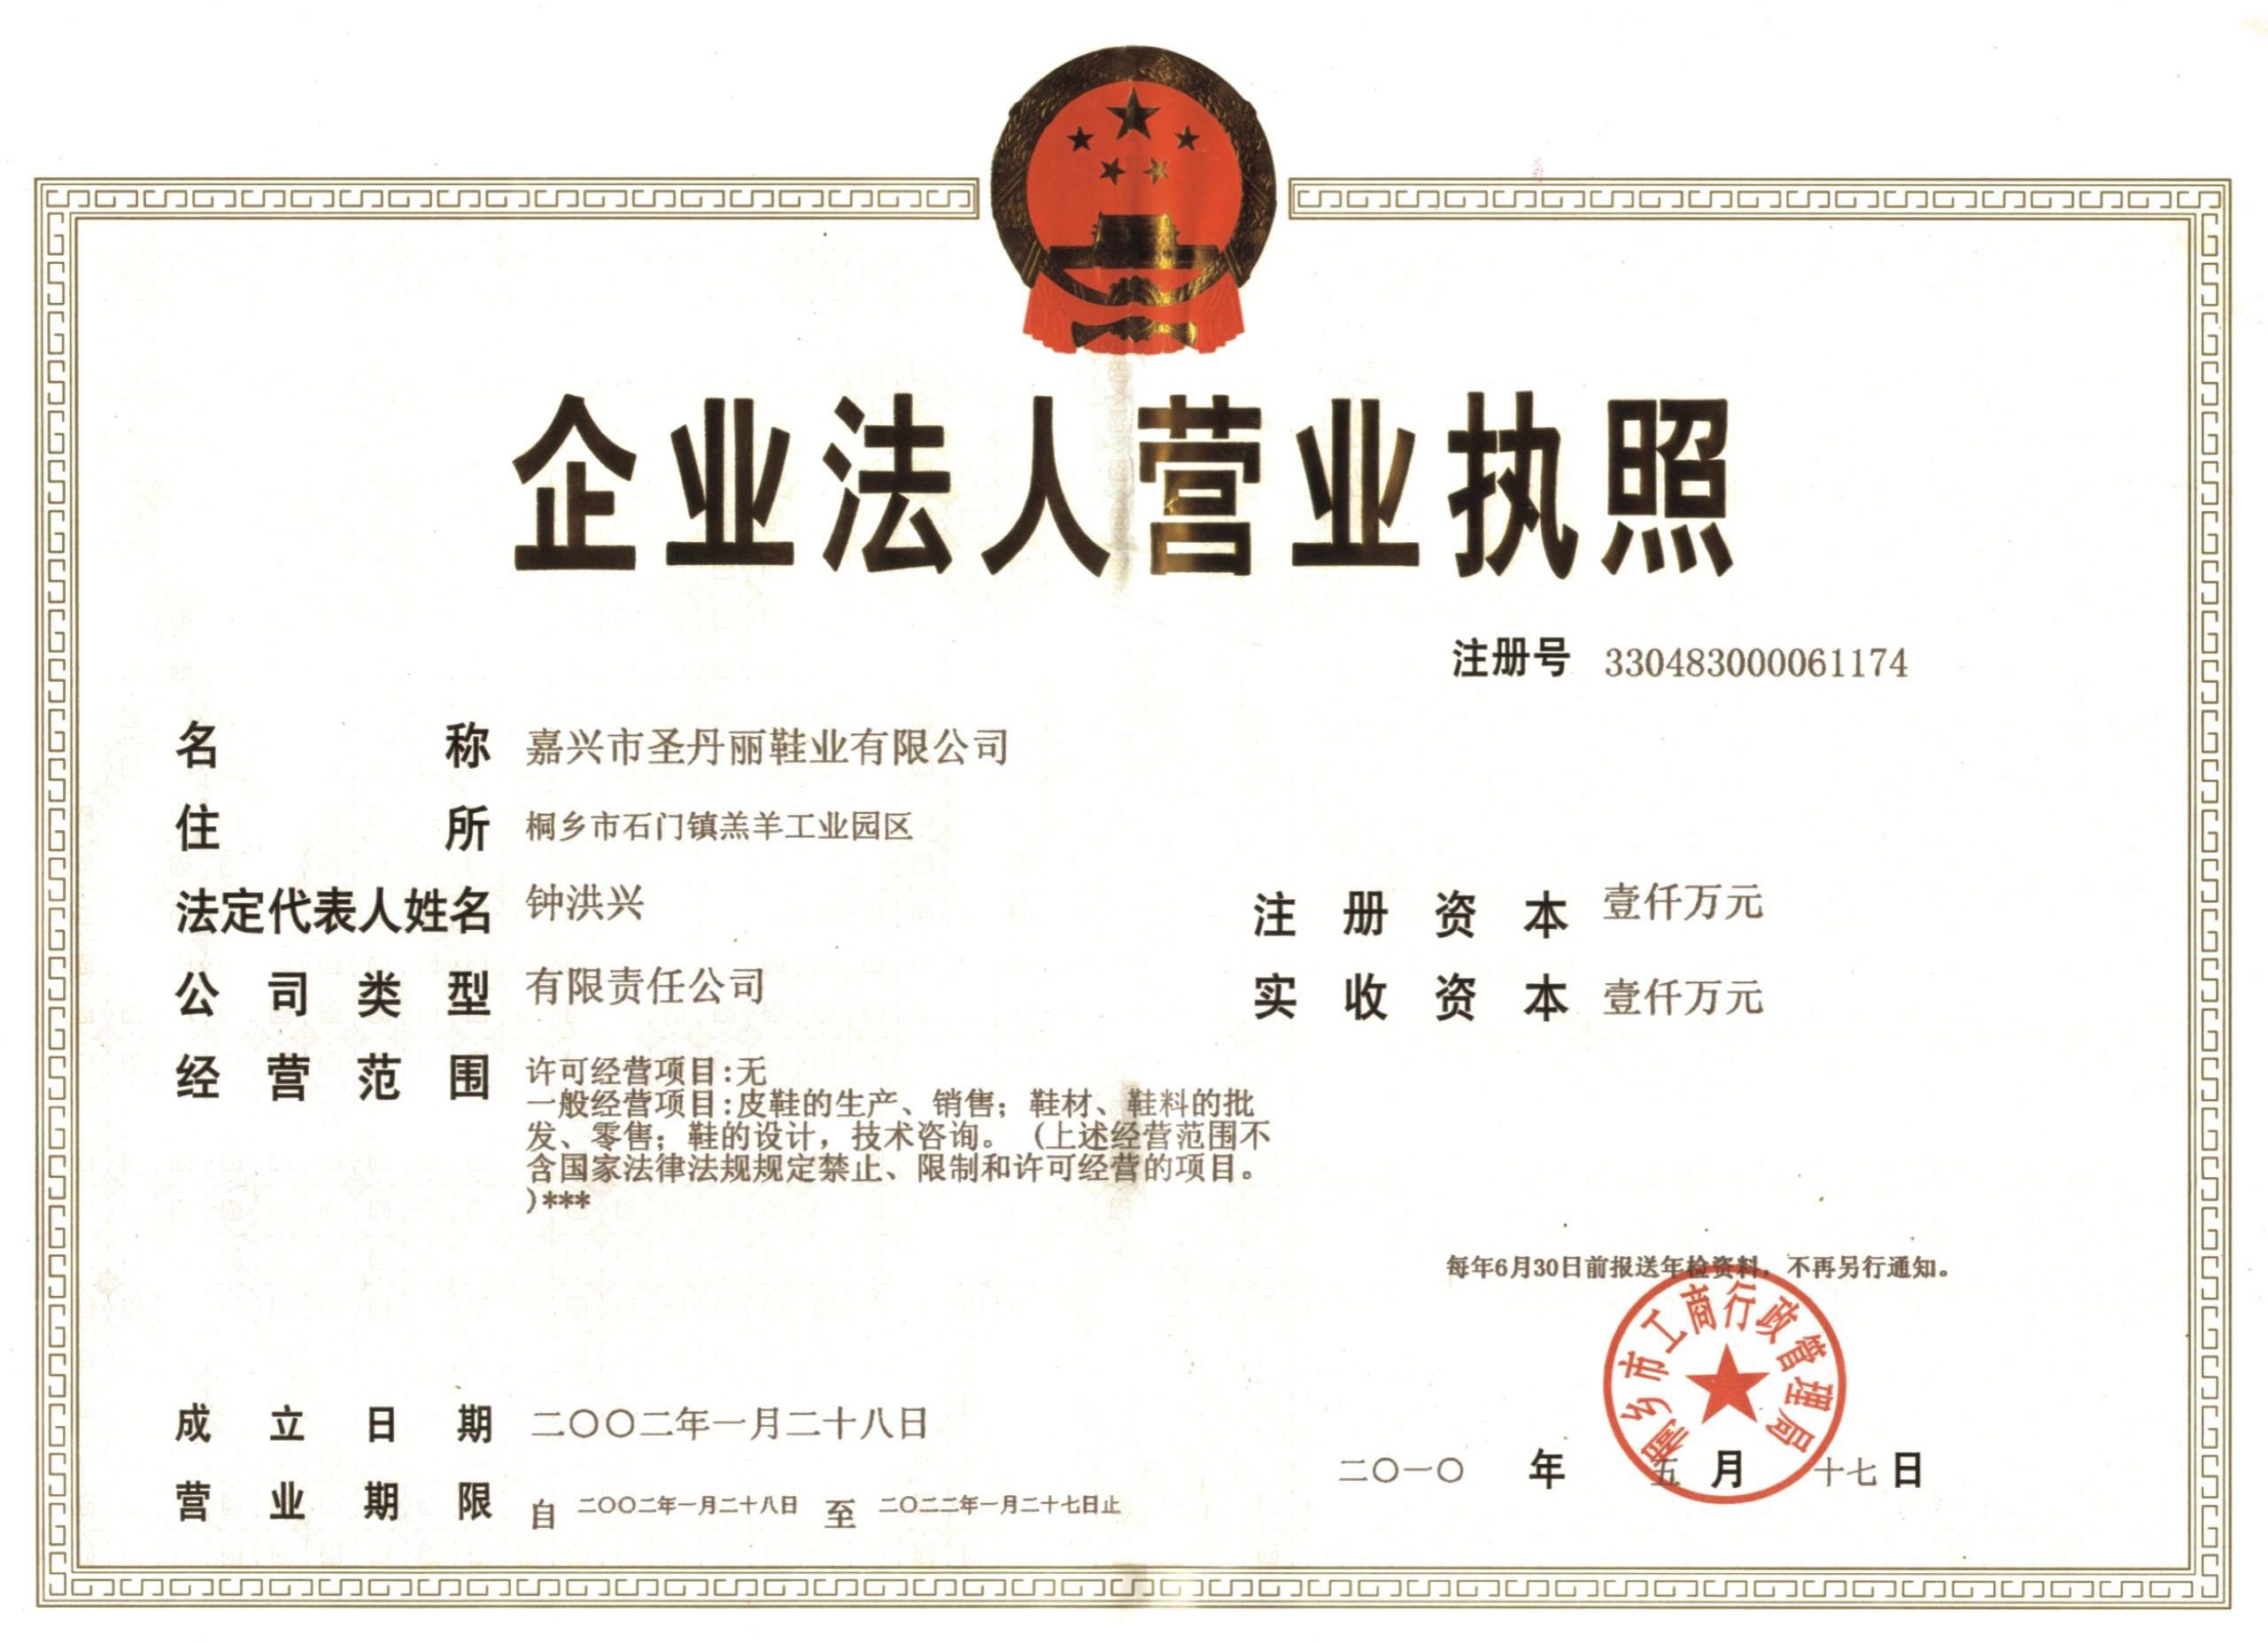 企业法人营业执照
注册号 330483000061174
名称 嘉兴市圣丹丽鞋业有限公司
住所 桐乡市石门镇羔羊工业园区
法定代表人姓名 钟洪兴
注册资本 壹仟万元
公司类型 有限责任公司
实收资本 壹仟万元
经营范围 许可经营项目:无
一般经营项目:皮鞋的生产、销售；鞋材、鞋料的批
发、零售；鞋的设计，技术咨询。（上述经营范围不
含国家法律法规规定禁止、限制和许可经营的项目。
)***
每年6月30日前报送年检资料，不再另行通知。
桐乡市工商行政管理局
成立日期 二〇〇二年一月二十八日
二〇一〇 年 五 月 十七 日
营业期限 自 二〇〇二年一月二十八日 至 二〇二二年一月二十七日止